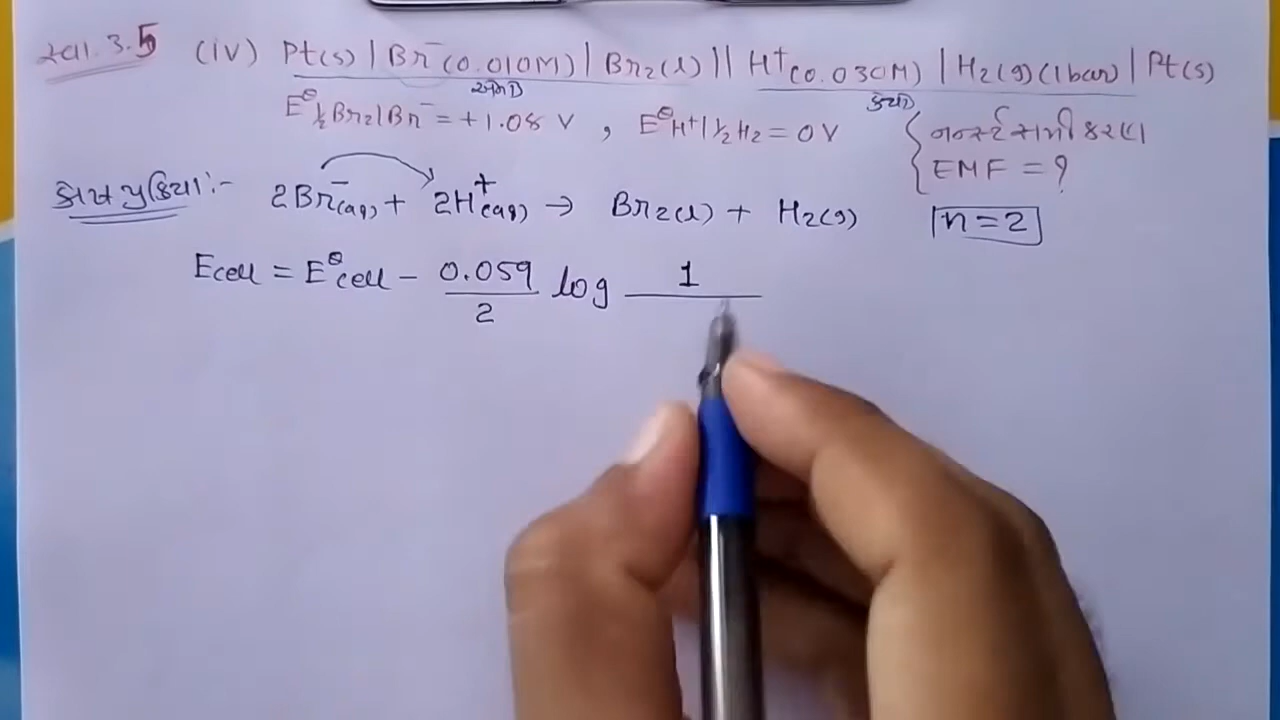 સ્વા. 3.5 (iv) Pt(s) | Br⁻(0.010M) | Br₂(l) || H⁺(0.030M) | H₂(g)(1bar) | Pt(s)
એનોડ કેથોડ
E⊖ ½Br₂|Br⁻ = +1.08 V , E⊖ H⁺|½H₂ = 0 V { નર્ન્સ્ટ સમી કરણ
EMF = ?
કોષ પ્રક્રિયા:- 2Br⁻(aq) + 2H⁺(aq) → Br₂(l) + H₂(g) n = 2
Ecell = E⊖cell − 0.059/2 log 1/